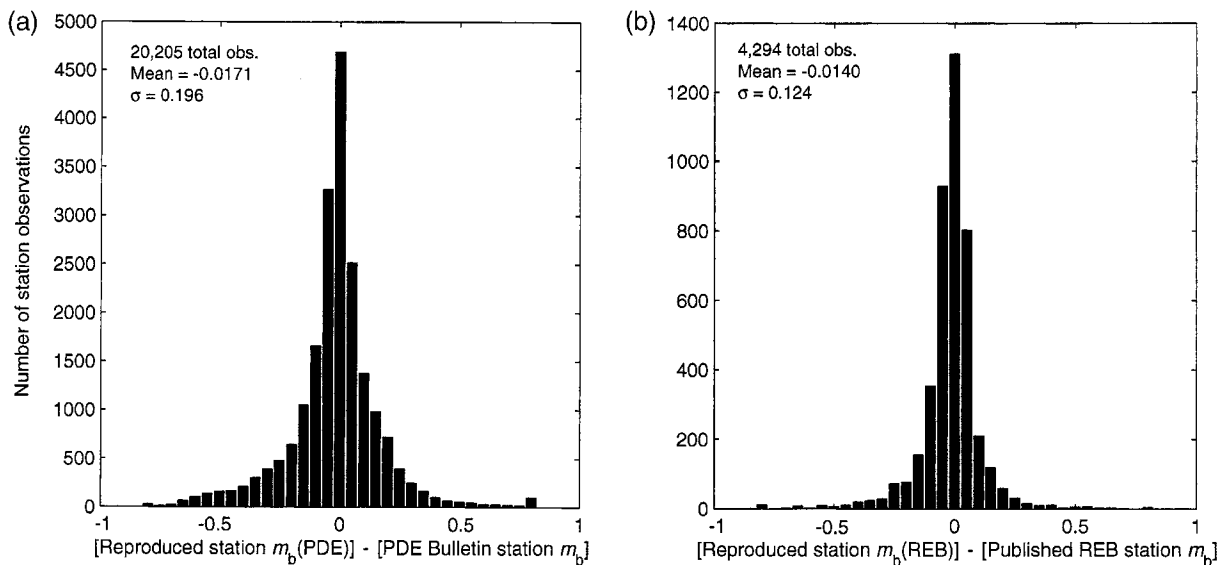 (a)
20,205 total obs.
Mean = -0.0171
σ = 0.196
Number of station observations
5000
4500
4000
3500
3000
2500
2000
1500
1000
500
0
-1
-0.5
0
0.5
1
[Reproduced station m_b(PDE)] - [PDE Bulletin station m_b]
(b)
4,294 total obs.
Mean = -0.0140
σ = 0.124
1400
1200
1000
800
600
400
200
0
-1
-0.5
0
0.5
1
[Reproduced station m_b(REB)] - [Published REB station m_b]